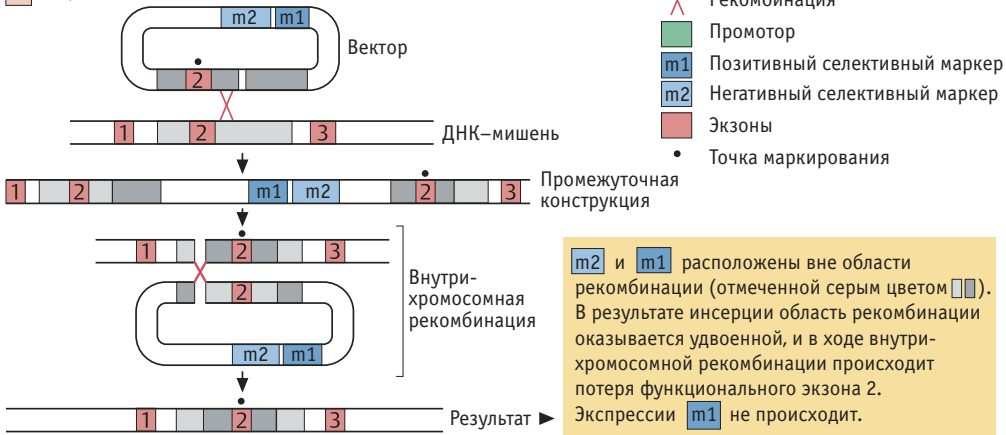 Рекомбинация
m2 m1
Вектор
Промотор
m1 Позитивный селективный маркер
2
m2 Негативный селективный маркер
1 2 3
ДНК–мишень
Экзоны
Точка маркирования
1 2 m1 m2 2 3
Промежуточная
конструкция
1 2 3
2
m2 m1
Внутри-
хромосомная
рекомбинация
m2 и m1 расположены вне области
рекомбинации (отмеченной серым цветом ).
В результате инсерции область рекомбинации
оказывается удвоенной, и в ходе внутри-
хромосомной рекомбинации происходит
потеря функционального экзона 2.
Экспрессии m1 не происходит.
1 2 3
Результат ►